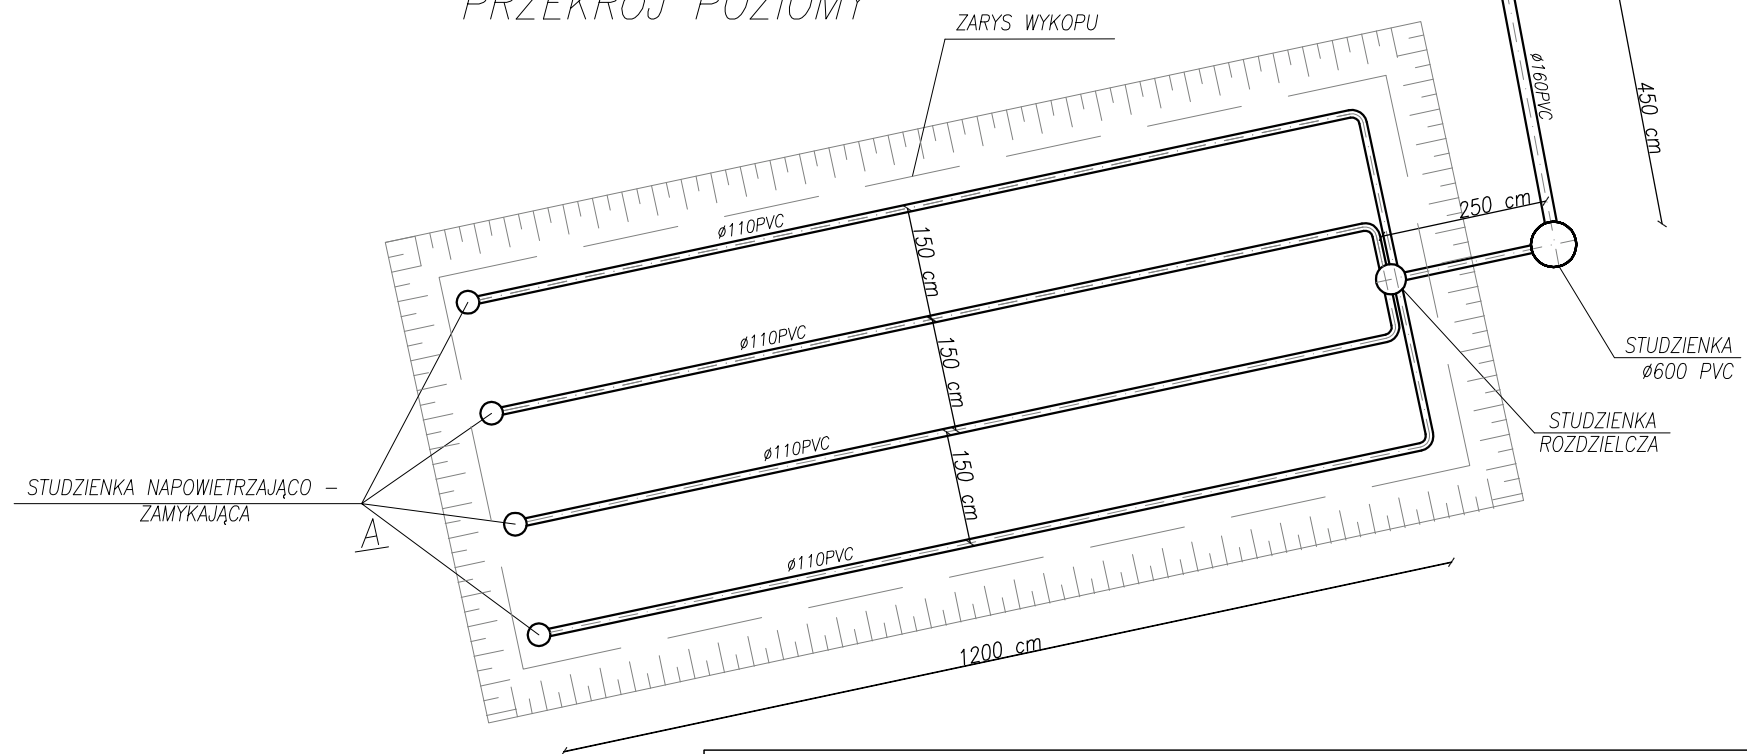 PRZEKRÓJ POZIOMY
ZARYS WYKOPU
ø160PVC
450 cm
250 cm
ø110PVC
150 cm
ø110PVC
150 cm
ø110PVC
150 cm
ø110PVC
STUDZIENKA
ø600 PVC
STUDZIENKA
ROZDZIELCZA
STUDZIENKA NAPOWIETRZAJĄCO –
ZAMYKAJĄCA
A
1200 cm